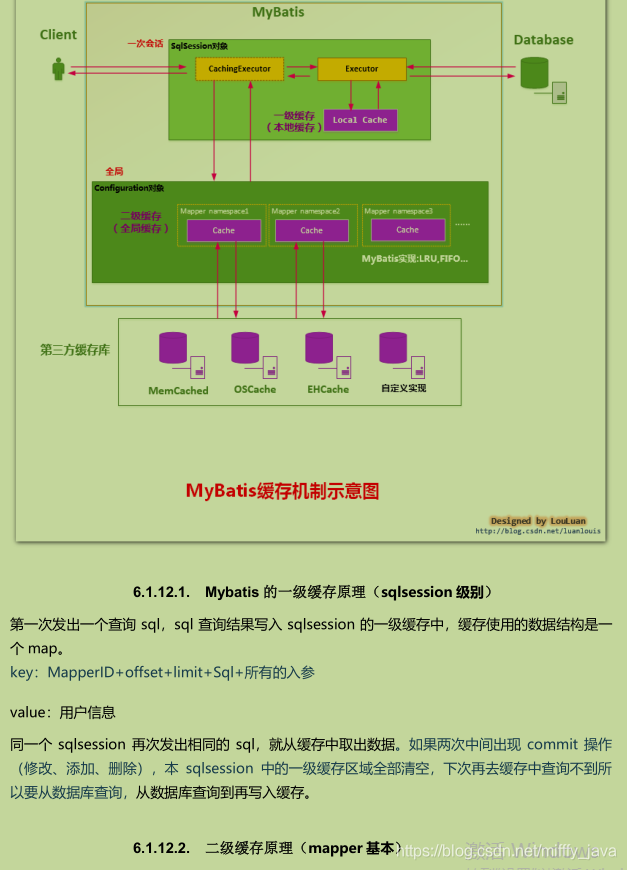 MyBatis
Client
一次会话
SqlSession对象
Database
CachingExecutor
Executor
一级缓存
（本地缓存）
Local Cache
全局
Configuration对象
二级缓存
（全局缓存）
Mapper namespace1
Mapper namespace2
Mapper namespace3
Cache
Cache
Cache
......
MyBatis实现:LRU,FIFO...
第三方缓存库
MemCached
OSCache
EHCache
自定义实现
MyBatis缓存机制示意图
Designed by LouLuan
http://blog.csdn.net/luanlouis
6.1.12.1. Mybatis 的一级缓存原理（sqlsession 级别）
第一次发出一个查询 sql，sql 查询结果写入 sqlsession 的一级缓存中，缓存使用的数据结构是一
个 map。
key：MapperID+offset+limit+Sql+所有的入参
value：用户信息
同一个 sqlsession 再次发出相同的 sql，就从缓存中取出数据。如果两次中间出现 commit 操作
（修改、添加、删除），本 sqlsession 中的一级缓存区域全部清空，下次再去缓存中查询不到所
以要从数据库查询，从数据库查询到再写入缓存。
6.1.12.2. 二级缓存原理（mapper 基本）
激活 Windows